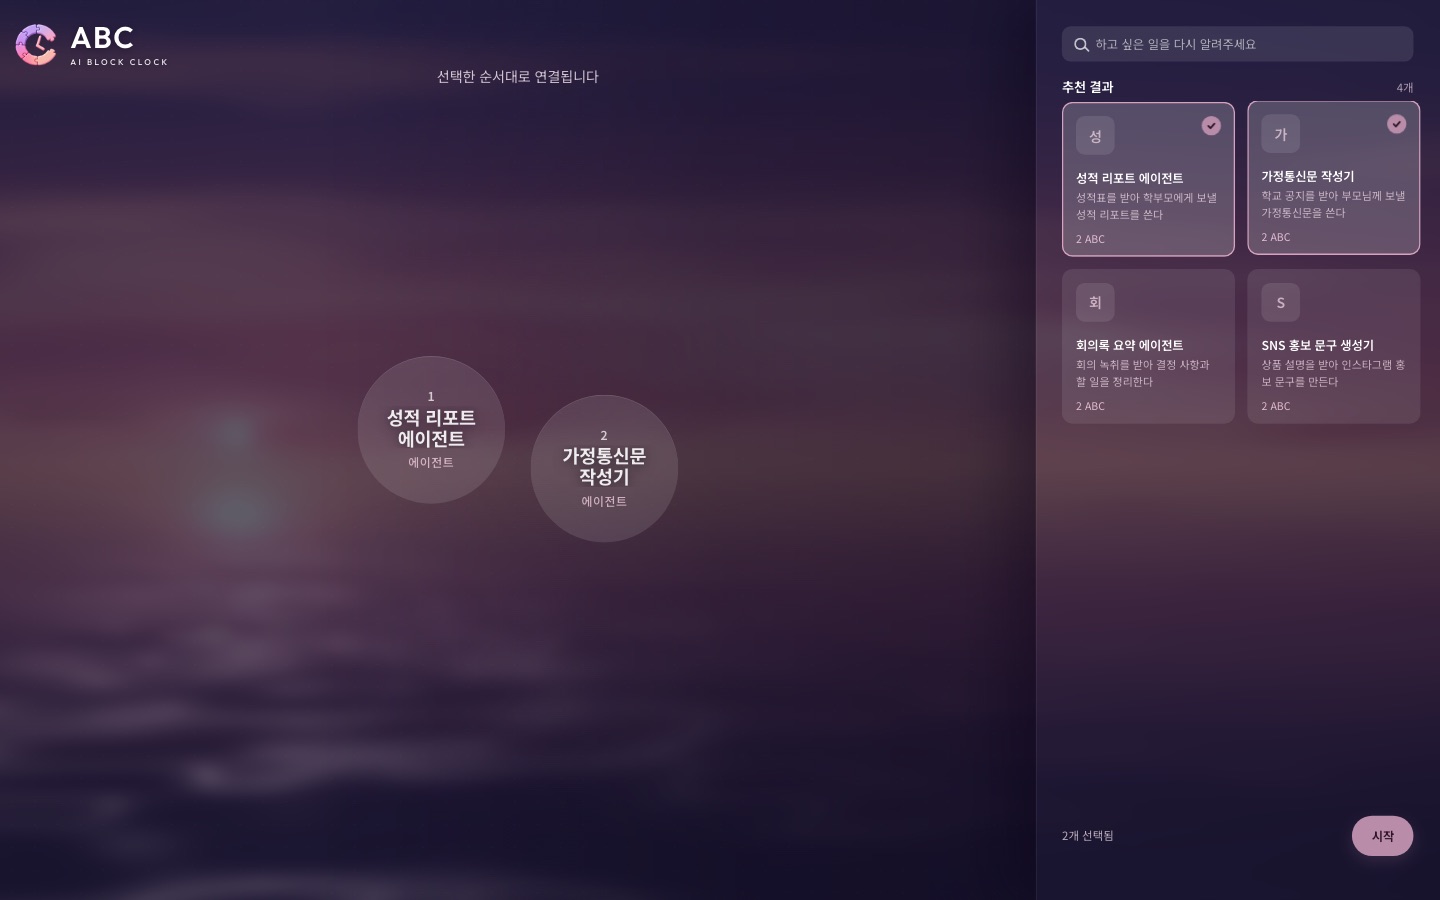 ABC
AI BLOCK CLOCK
선택한 순서대로 연결됩니다
1
성적 리포트
에이전트
에이전트
2
가정통신문
작성기
에이전트
하고 싶은 일을 다시 알려주세요
추천 결과
4개
성
성적 리포트 에이전트
성적표를 받아 학부모에게 보낼
성적 리포트를 쓴다
2 ABC
가
가정통신문 작성기
학교 공지를 받아 부모님께 보낼
가정통신문을 쓴다
2 ABC
회
회의록 요약 에이전트
회의 녹취를 받아 결정 사항과
할 일을 정리한다
2 ABC
S
SNS 홍보 문구 생성기
상품 설명을 받아 인스타그램 홍
보 문구를 만든다
2 ABC
2개 선택됨
시작